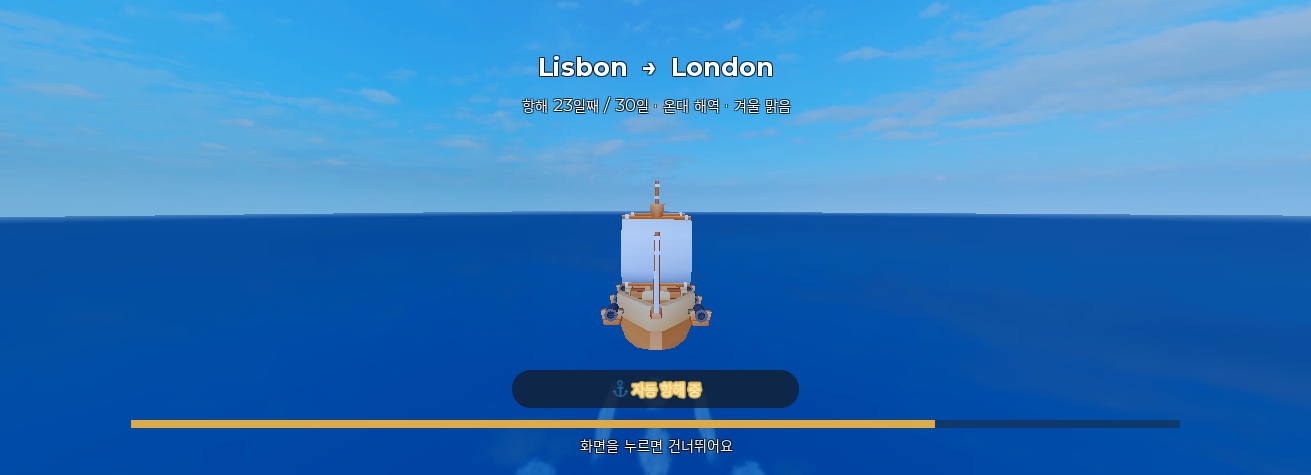 Lisbon → London
항해 23일째 / 30일 · 온대 해역 · 겨울 맑음
⚓ 자동 항해 중
화면을 누르면 건너뛰어요